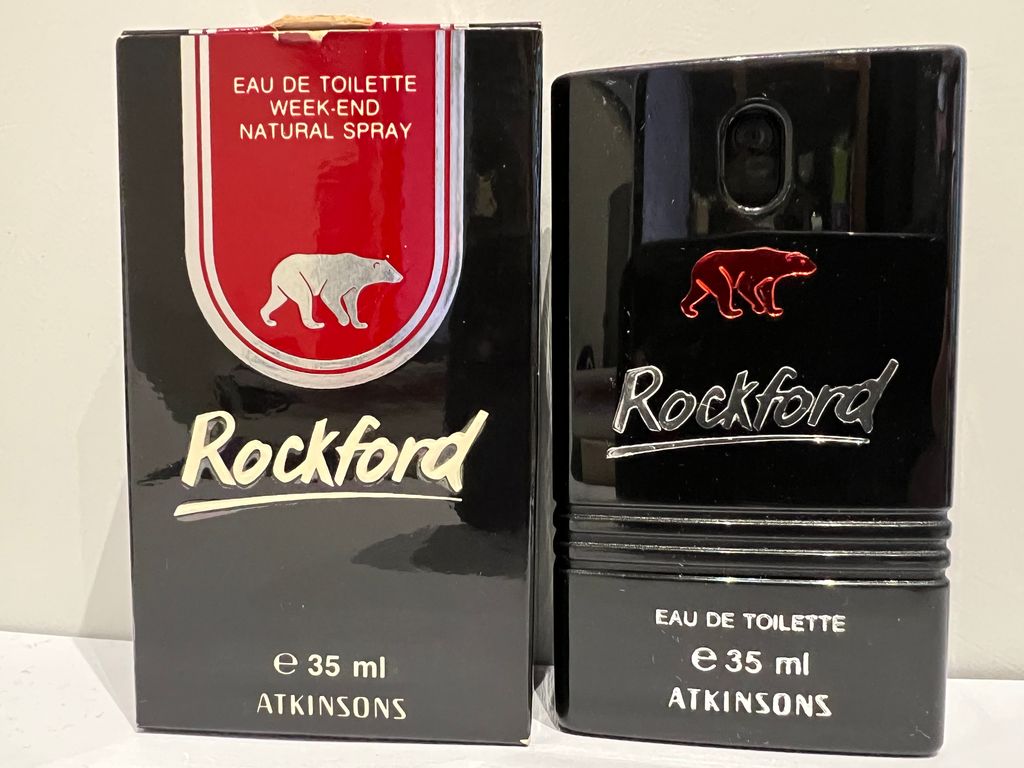 EAU DE TOILETTE
WEEK-END
NATURAL SPRAY
Rockford
℮ 35 ml
ATKINSONS
Rockford
EAU DE TOILETTE
℮ 35 ml
ATKINSONS